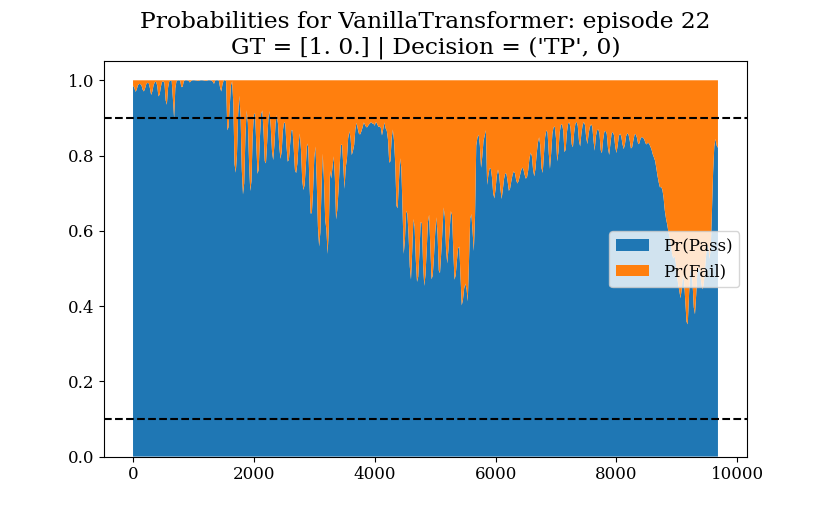 Probabilities for VanillaTransformer: episode 22
GT = [1. 0.] | Decision = ('TP', 0)
1.0
0.8
0.6
0.4
0.2
0.0
Pr(Pass)
Pr(Fail)
0 2000 4000 6000 8000 10000